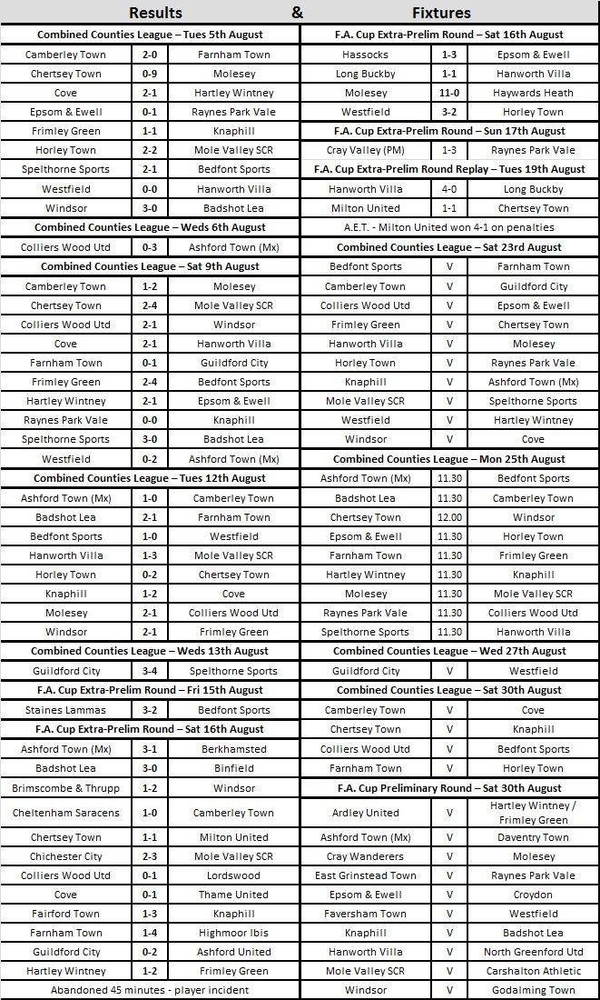 Results & Fixtures
Combined Counties League – Tues 5th August
Camberley Town 2-0 Farnham Town
Chertsey Town 0-9 Molesey
Cove 2-1 Hartley Wintney
Epsom & Ewell 0-1 Raynes Park Vale
Frimley Green 1-1 Knaphill
Horley Town 2-2 Mole Valley SCR
Spelthorne Sports 2-1 Bedfont Sports
Westfield 0-0 Hanworth Villa
Windsor 3-0 Badshot Lea
Combined Counties League – Weds 6th August
Colliers Wood Utd 0-3 Ashford Town (Mx)
Combined Counties League – Sat 9th August
Camberley Town 1-2 Molesey
Chertsey Town 2-4 Mole Valley SCR
Colliers Wood Utd 2-1 Windsor
Cove 2-1 Hanworth Villa
Farnham Town 0-1 Guildford City
Frimley Green 2-4 Bedfont Sports
Hartley Wintney 2-1 Epsom & Ewell
Raynes Park Vale 0-0 Knaphill
Spelthorne Sports 3-0 Badshot Lea
Westfield 0-2 Ashford Town (Mx)
Combined Counties League – Tues 12th August
Ashford Town (Mx) 1-0 Camberley Town
Badshot Lea 2-1 Farnham Town
Bedfont Sports 1-0 Westfield
Hanworth Villa 1-3 Mole Valley SCR
Horley Town 0-2 Chertsey Town
Knaphill 1-2 Cove
Molesey 2-1 Colliers Wood Utd
Windsor 2-1 Frimley Green
Combined Counties League – Weds 13th August
Guildford City 3-4 Spelthorne Sports
F.A. Cup Extra-Prelim Round – Fri 15th August
Staines Lammas 3-2 Bedfont Sports
F.A. Cup Extra-Prelim Round – Sat 16th August
Ashford Town (Mx) 3-1 Berkhamsted
Badshot Lea 3-0 Binfield
Brimscombe & Thrupp 1-2 Windsor
Cheltenham Saracens 1-0 Camberley Town
Chertsey Town 1-1 Milton United
Chichester City 2-3 Mole Valley SCR
Colliers Wood Utd 0-1 Lordswood
Cove 0-1 Thame United
Fairford Town 1-3 Knaphill
Farnham Town 1-4 Highmoor Ibis
Guildford City 0-2 Ashford United
Hartley Wintney 1-2 Frimley Green
Abandoned 45 minutes - player incident
F.A. Cup Extra-Prelim Round – Sat 16th August
Hassocks 1-3 Epsom & Ewell
Long Buckby 1-1 Hanworth Villa
Molesey 11-0 Haywards Heath
Westfield 3-2 Horley Town
F.A. Cup Extra-Prelim Round – Sun 17th August
Cray Valley (PM) 1-3 Raynes Park Vale
F.A. Cup Extra-Prelim Round Replay – Tues 19th August
Hanworth Villa 4-0 Long Buckby
Milton United 1-1 Chertsey Town
A.E.T. - Milton United won 4-1 on penalties
Combined Counties League – Sat 23rd August
Bedfont Sports V Farnham Town
Camberley Town V Guildford City
Colliers Wood Utd V Epsom & Ewell
Frimley Green V Chertsey Town
Hanworth Villa V Molesey
Horley Town V Raynes Park Vale
Knaphill V Ashford Town (Mx)
Mole Valley SCR V Spelthorne Sports
Westfield V Hartley Wintney
Windsor V Cove
Combined Counties League – Mon 25th August
Ashford Town (Mx) 11.30 Bedfont Sports
Badshot Lea 11.30 Camberley Town
Chertsey Town 12.00 Windsor
Epsom & Ewell 11.30 Horley Town
Farnham Town 11.30 Frimley Green
Hartley Wintney 11.30 Knaphill
Molesey 11.30 Mole Valley SCR
Raynes Park Vale 11.30 Colliers Wood Utd
Spelthorne Sports 11.30 Hanworth Villa
Combined Counties League – Wed 27th August
Guildford City V Westfield
Combined Counties League – Sat 30th August
Camberley Town V Cove
Chertsey Town V Knaphill
Colliers Wood Utd V Bedfont Sports
Farnham Town V Horley Town
F.A. Cup Preliminary Round – Sat 30th August
Ardley United V Hartley Wintney /
Frimley Green
Ashford Town (Mx) V Daventry Town
Cray Wanderers V Molesey
East Grinstead Town V Raynes Park Vale
Epsom & Ewell V Croydon
Faversham Town V Westfield
Knaphill V Badshot Lea
Hanworth Villa V North Greenford Utd
Mole Valley SCR V Carshalton Athletic
Windsor V Godalming Town